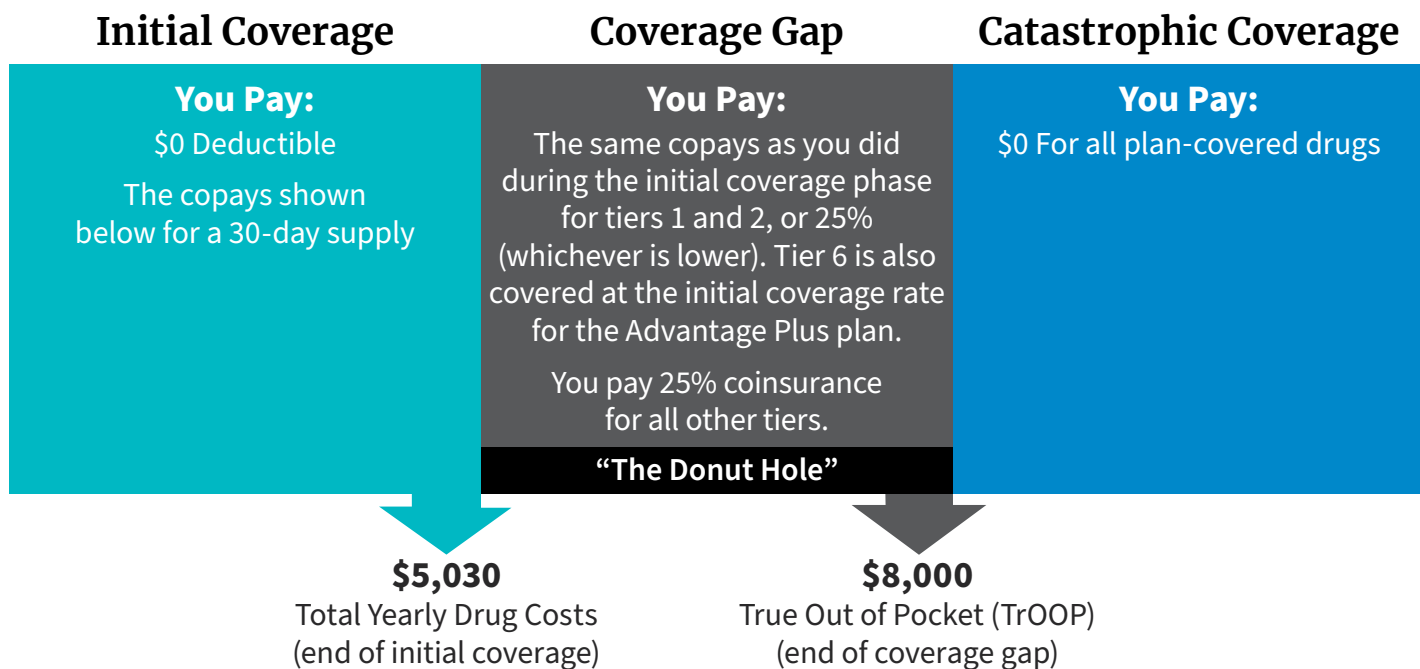 Initial Coverage
You Pay:
$0 Deductible
The copays shown
below for a 30-day supply
Coverage Gap
You Pay:
The same copays as you did
during the initial coverage phase
for tiers 1 and 2, or 25%
(whichever is lower). Tier 6 is also
covered at the initial coverage rate
for the Advantage Plus plan.
You pay 25% coinsurance
for all other tiers.
“The Donut Hole”
Catastrophic Coverage
You Pay:
$0 For all plan-covered drugs
$5,030
Total Yearly Drug Costs
(end of initial coverage)
$8,000
True Out of Pocket (TrOOP)
(end of coverage gap)